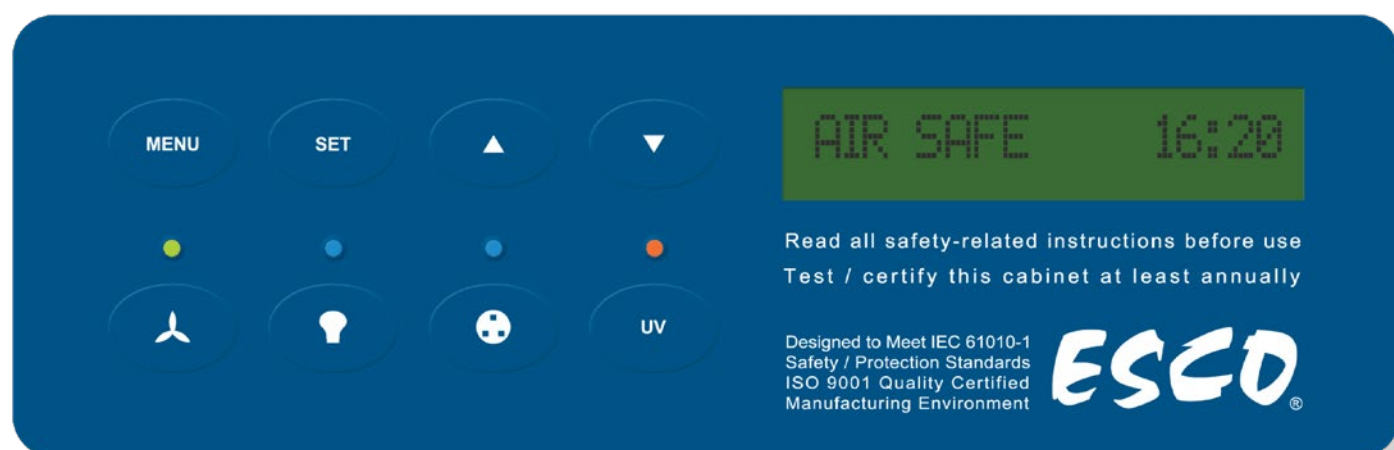 MENU
SET
UV
AIR SAFE 16:20
Read all safety-related instructions before use
Test / certify this cabinet at least annually
Designed to Meet IEC 61010-1
Safety / Protection Standards
ISO 9001 Quality Certified
Manufacturing Environment
ESCO®